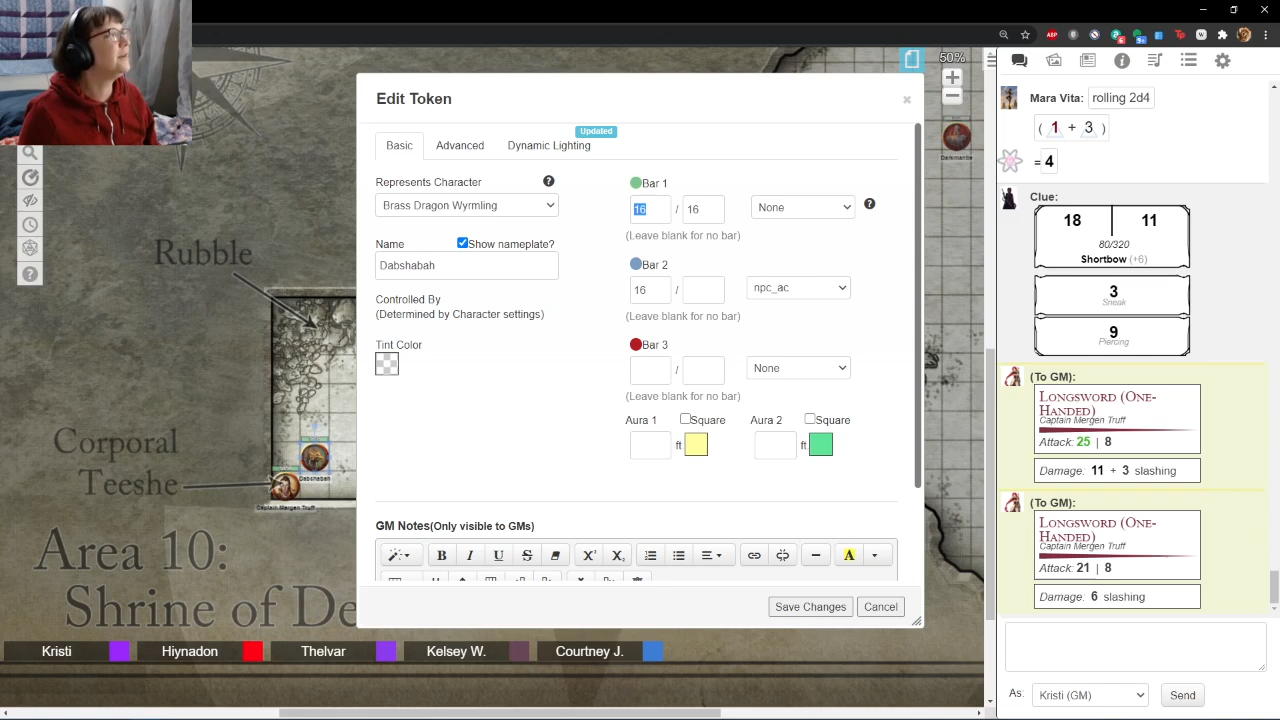 50%
Darkmantle
Rubble
Corporal
Teeshe
Dabshabah
Captain Mergen Truff
Area 10:
Shrine of De
Edit Token
×
Updated
Basic
Advanced
Dynamic Lighting
Represents Character
?
Brass Dragon Wyrmling
Name
Show nameplate?
Dabshabah
Controlled By
(Determined by Character settings)
Tint Color
Bar 1
16 / 16
None
?
(Leave blank for no bar)
Bar 2
16 /
npc_ac
(Leave blank for no bar)
Bar 3
/
None
(Leave blank for no bar)
Aura 1
Square
Aura 2
Square
ft
ft
GM Notes(Only visible to GMs)
B I U S X² Xₓ A
Save Changes
Cancel
Kristi
Hiynadon
Thelvar
Kelsey W.
Courtney J.
Mara Vita: rolling 2d4
( 1 + 3 )
= 4
Clue:
18 11
80/320
Shortbow (+6)
3
Sneak
9
Piercing
(To GM):
Longsword (One-
Handed)
Captain Mergen Truff
Attack: 25 | 8
Damage: 11 + 3 slashing
(To GM):
Longsword (One-
Handed)
Captain Mergen Truff
Attack: 21 | 8
Damage: 6 slashing
As:
Kristi (GM)
Send